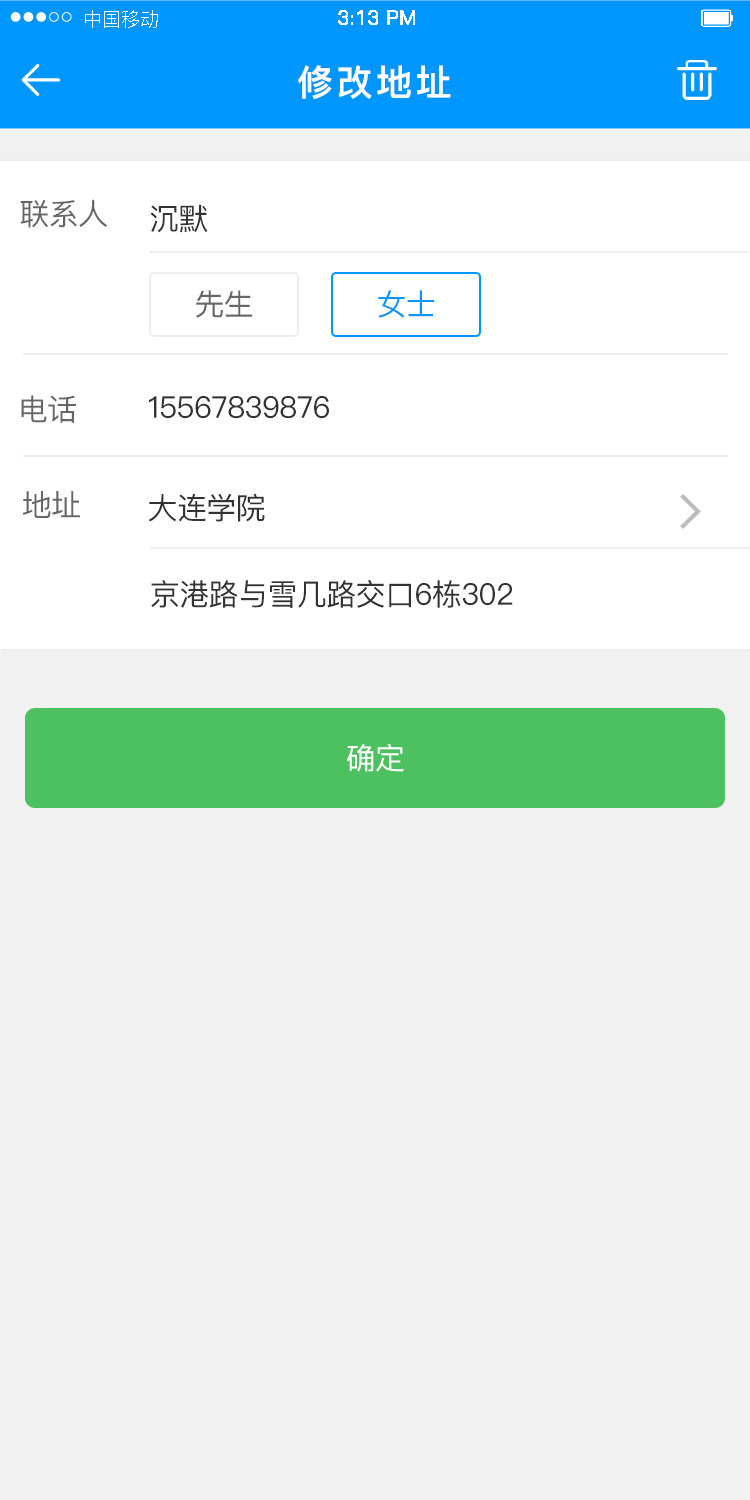 中国移动 3:13 PM
修改地址
联系人 沉默
先生 女士
电话 15567839876
地址 大连学院
京港路与雪几路交口6栋302
确定